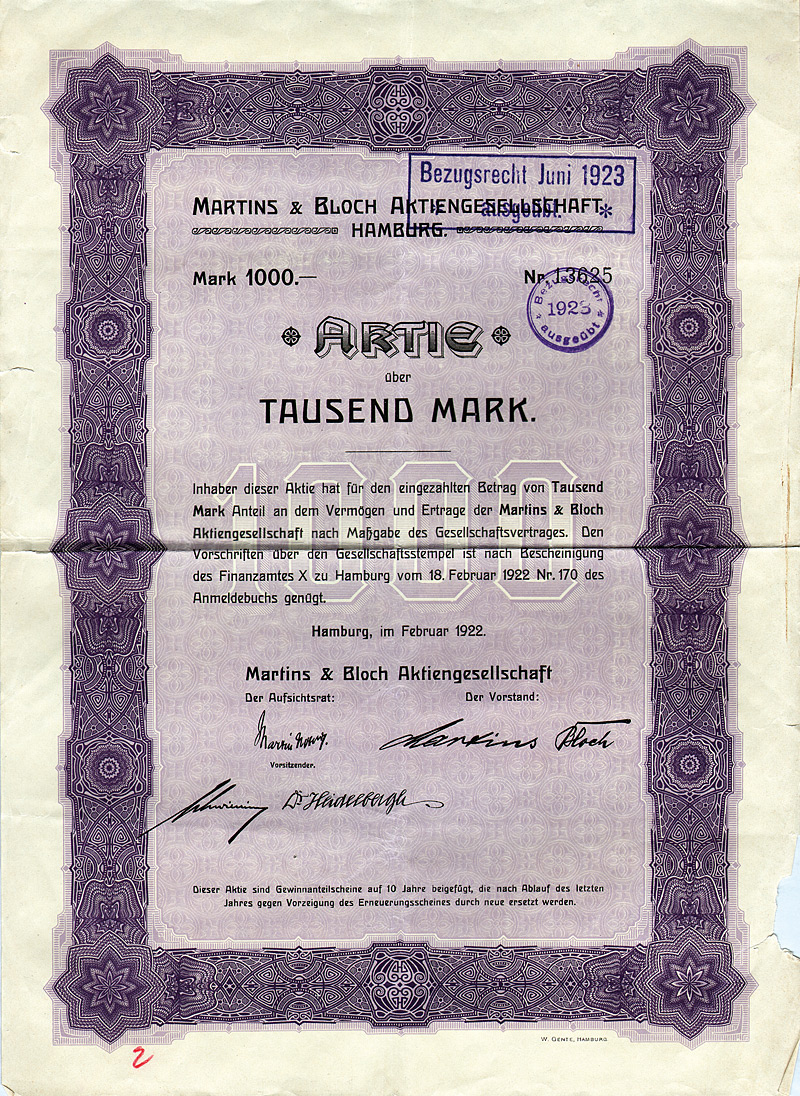 Bezugsrecht Juni 1923
* ausgeübt. *
MARTINS & BLOCH AKTIENGESELLSCHAFT
HAMBURG.
Mark 1000.—
Nr. 13625
Bezugsrecht
1923
* ausgeübt *
AKTIE
über
TAUSEND MARK.
1000
Inhaber dieser Aktie hat für den eingezahlten Betrag von Tausend
Mark Anteil an dem Vermögen und Ertrage der Martins & Bloch
Aktiengesellschaft nach Maßgabe des Gesellschaftsvertrages. Den
Vorschriften über den Gesellschaftsstempel ist nach Bescheinigung
des Finanzamtes X zu Hamburg vom 18. Februar 1922 Nr. 170 des
Anmeldebuchs genügt.
Hamburg, im Februar 1922.
Martins & Bloch Aktiengesellschaft
Der Aufsichtsrat: Der Vorstand:
Martin Martins Bloch
Vorsitzender.
Dr Heidelbergh
Dieser Aktie sind Gewinnanteilscheine auf 10 Jahre beigefügt, die nach Ablauf des letzten
Jahres gegen Vorzeigung des Erneuerungsscheines durch neue ersetzt werden.
W. GENTE, HAMBURG
2